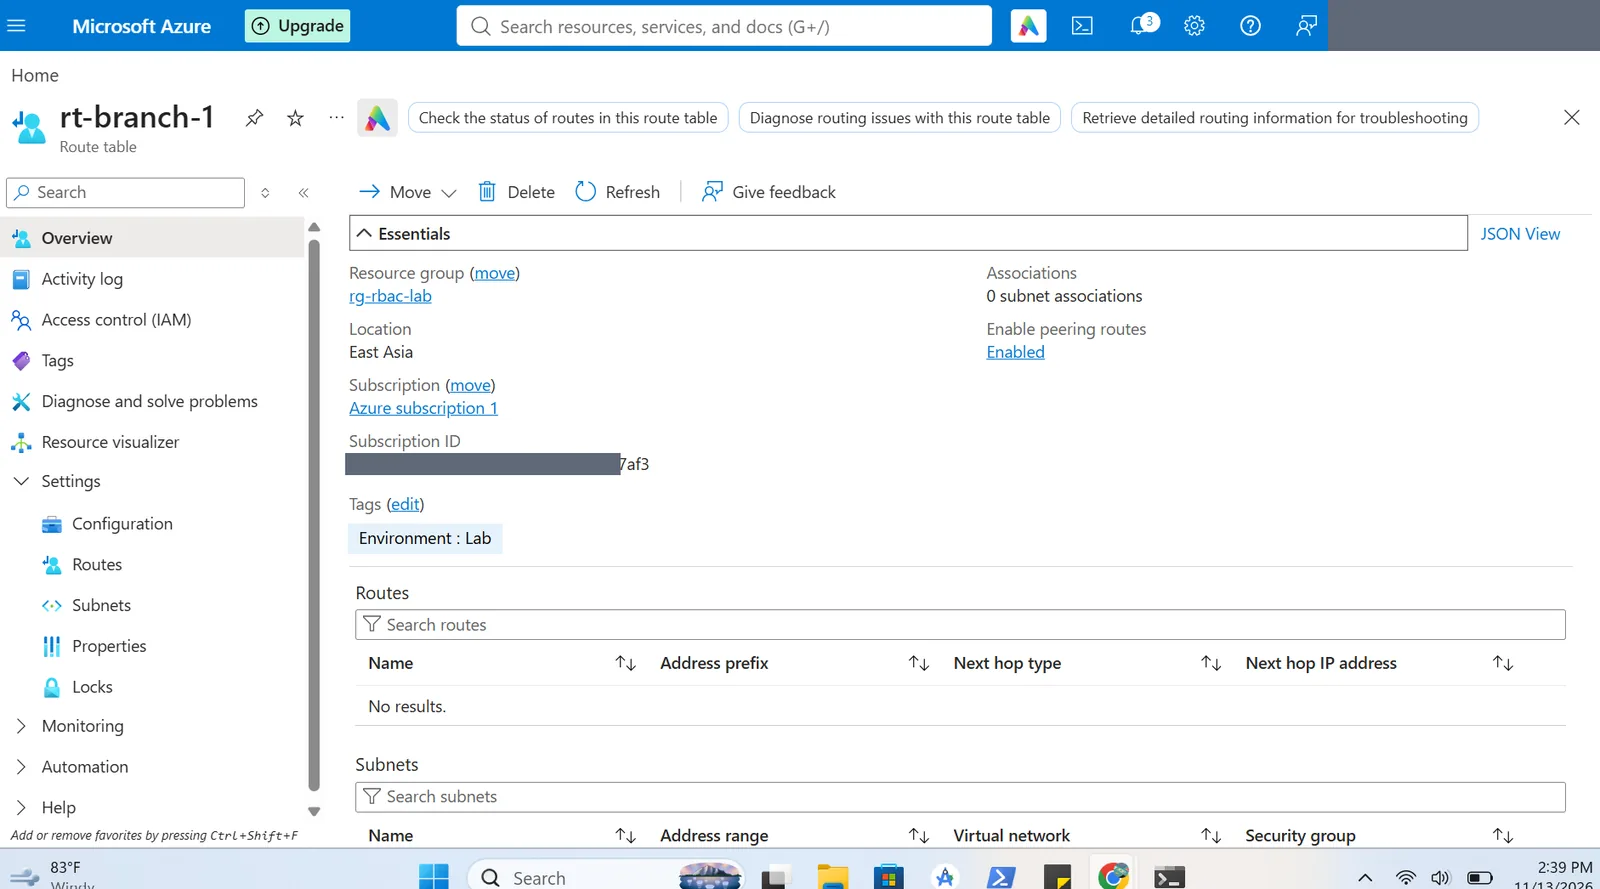 Microsoft Azure
Upgrade
Search resources, services, and docs (G+/)
3
Home
rt-branch-1
Route table
Check the status of routes in this route table
Diagnose routing issues with this route table
Retrieve detailed routing information for troubleshooting
Search
Move
Delete
Refresh
Give feedback
Overview
Activity log
Access control (IAM)
Tags
Diagnose and solve problems
Resource visualizer
Settings
Configuration
Routes
Subnets
Properties
Locks
Monitoring
Automation
Help
Add or remove favorites by pressing Ctrl+Shift+F
Essentials
JSON View
Resource group (move)
rg-rbac-lab
Location
East Asia
Subscription (move)
Azure subscription 1
Subscription ID
7af3
Associations
0 subnet associations
Enable peering routes
Enabled
Tags (edit)
Environment : Lab
Routes
Search routes
Name Address prefix Next hop type Next hop IP address
No results.
Subnets
Search subnets
Name Address range Virtual network Security group
83°F
Windy
Search
2:39 PM
11/13/2026